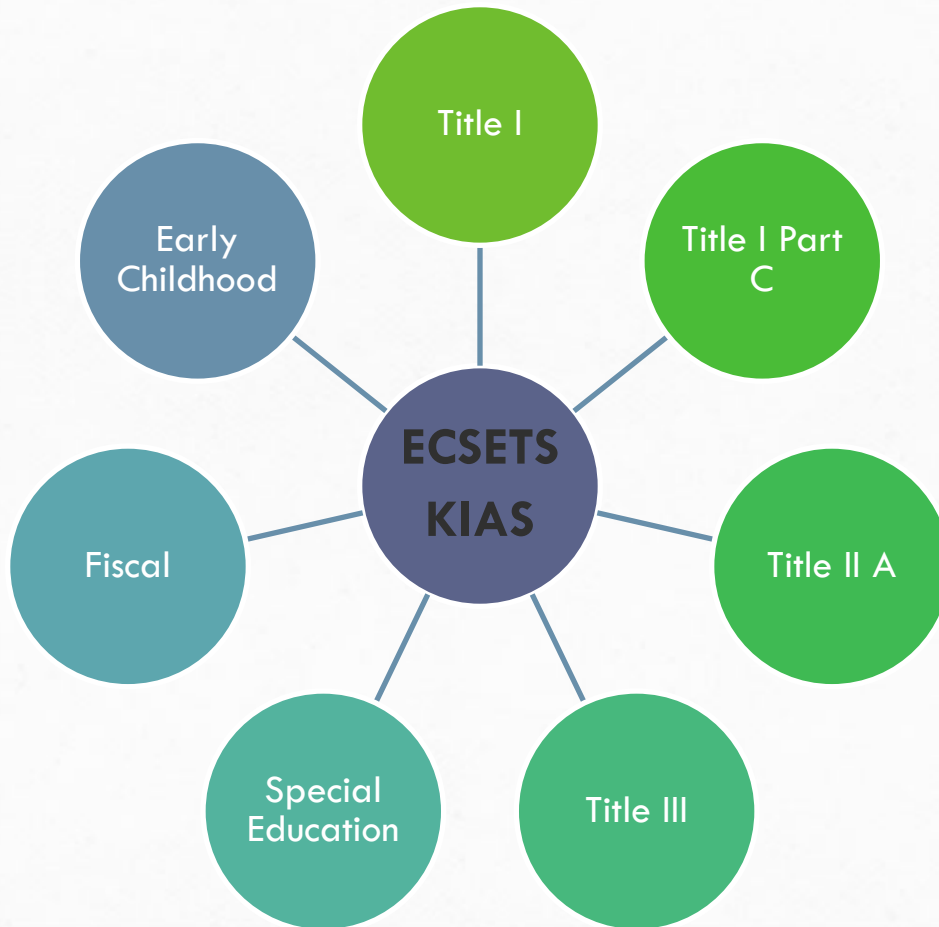 Title I
Title I Part
C
Title II A
Title III
Special
Education
Fiscal
Early
Childhood
ECSETS
KIAS